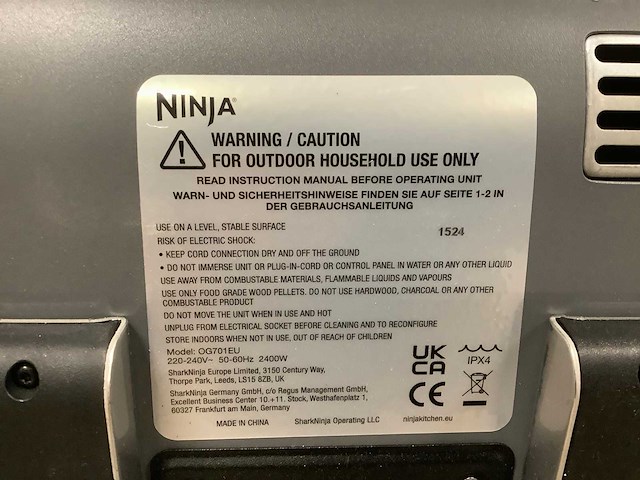 NINJA
WARNING / CAUTION
FOR OUTDOOR HOUSEHOLD USE ONLY
READ INSTRUCTION MANUAL BEFORE OPERATING UNIT
WARN- UND SICHERHEITSHINWEISE FINDEN SIE AUF SEITE 1-2 IN
DER GEBRAUCHSANLEITUNG
USE ON A LEVEL, STABLE SURFACE
1524
RISK OF ELECTRIC SHOCK:
• KEEP CORD CONNECTION DRY AND OFF THE GROUND
• DO NOT IMMERSE UNIT OR PLUG-IN-CORD OR CONTROL PANEL IN WATER OR ANY OTHER LIQUID
USE AWAY FROM COMBUSTABLE MATERIALS, FLAMMABLE LIQUIDS AND VAPOURS
USE ONLY FOOD GRADE WOOD PELLETS. DO NOT USE HARDWOOD, CHARCOAL OR ANY OTHER
COMBUSTABLE PRODUCT
DO NOT MOVE THE UNIT WHEN IN USE AND HOT
UNPLUG FROM ELECTRICAL SOCKET BEFORE CLEANING AND TO RECONFIGURE
STORE INDOORS WHEN NOT IN USE, OUT OF REACH OF CHILDREN
Model: OG701EU
220-240V~ 50-60Hz 2400W
SharkNinja Europe Limited, 3150 Century Way,
Thorpe Park, Leeds, LS15 8ZB, UK
SharkNinja Germany GmbH, c/o Regus Management GmbH,
Excellent Business Center 10.+11. Stock, Westhafenplatz 1,
60327 Frankfurt am Main, Germany
UK
CA
IPX4
CE
MADE IN CHINA SharkNinja Operating LLC ninjakitchen.eu